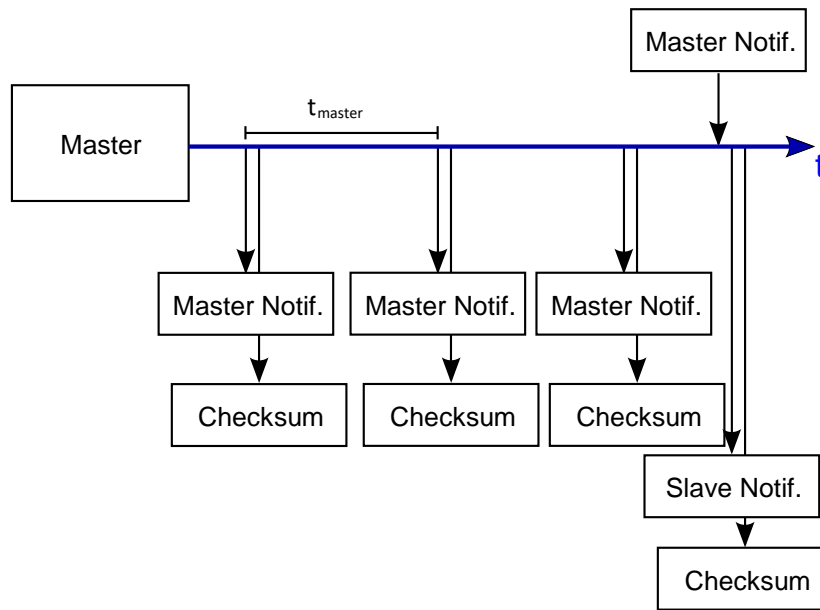 Master Notif.
t_master
Master
t
Master Notif.
Master Notif.
Master Notif.
Checksum
Checksum
Checksum
Slave Notif.
Checksum